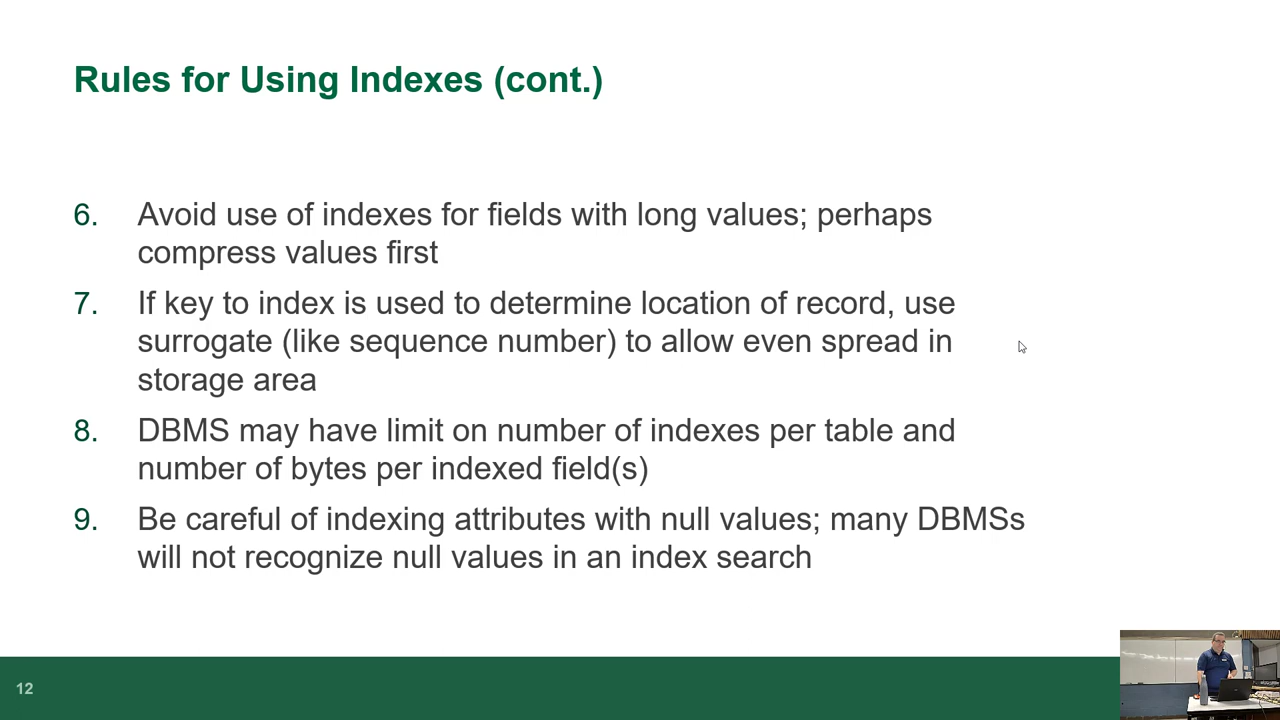 Rules for Using Indexes (cont.)
6. Avoid use of indexes for fields with long values; perhaps
compress values first
7. If key to index is used to determine location of record, use
surrogate (like sequence number) to allow even spread in
storage area
8. DBMS may have limit on number of indexes per table and
number of bytes per indexed field(s)
9. Be careful of indexing attributes with null values; many DBMSs
will not recognize null values in an index search
12